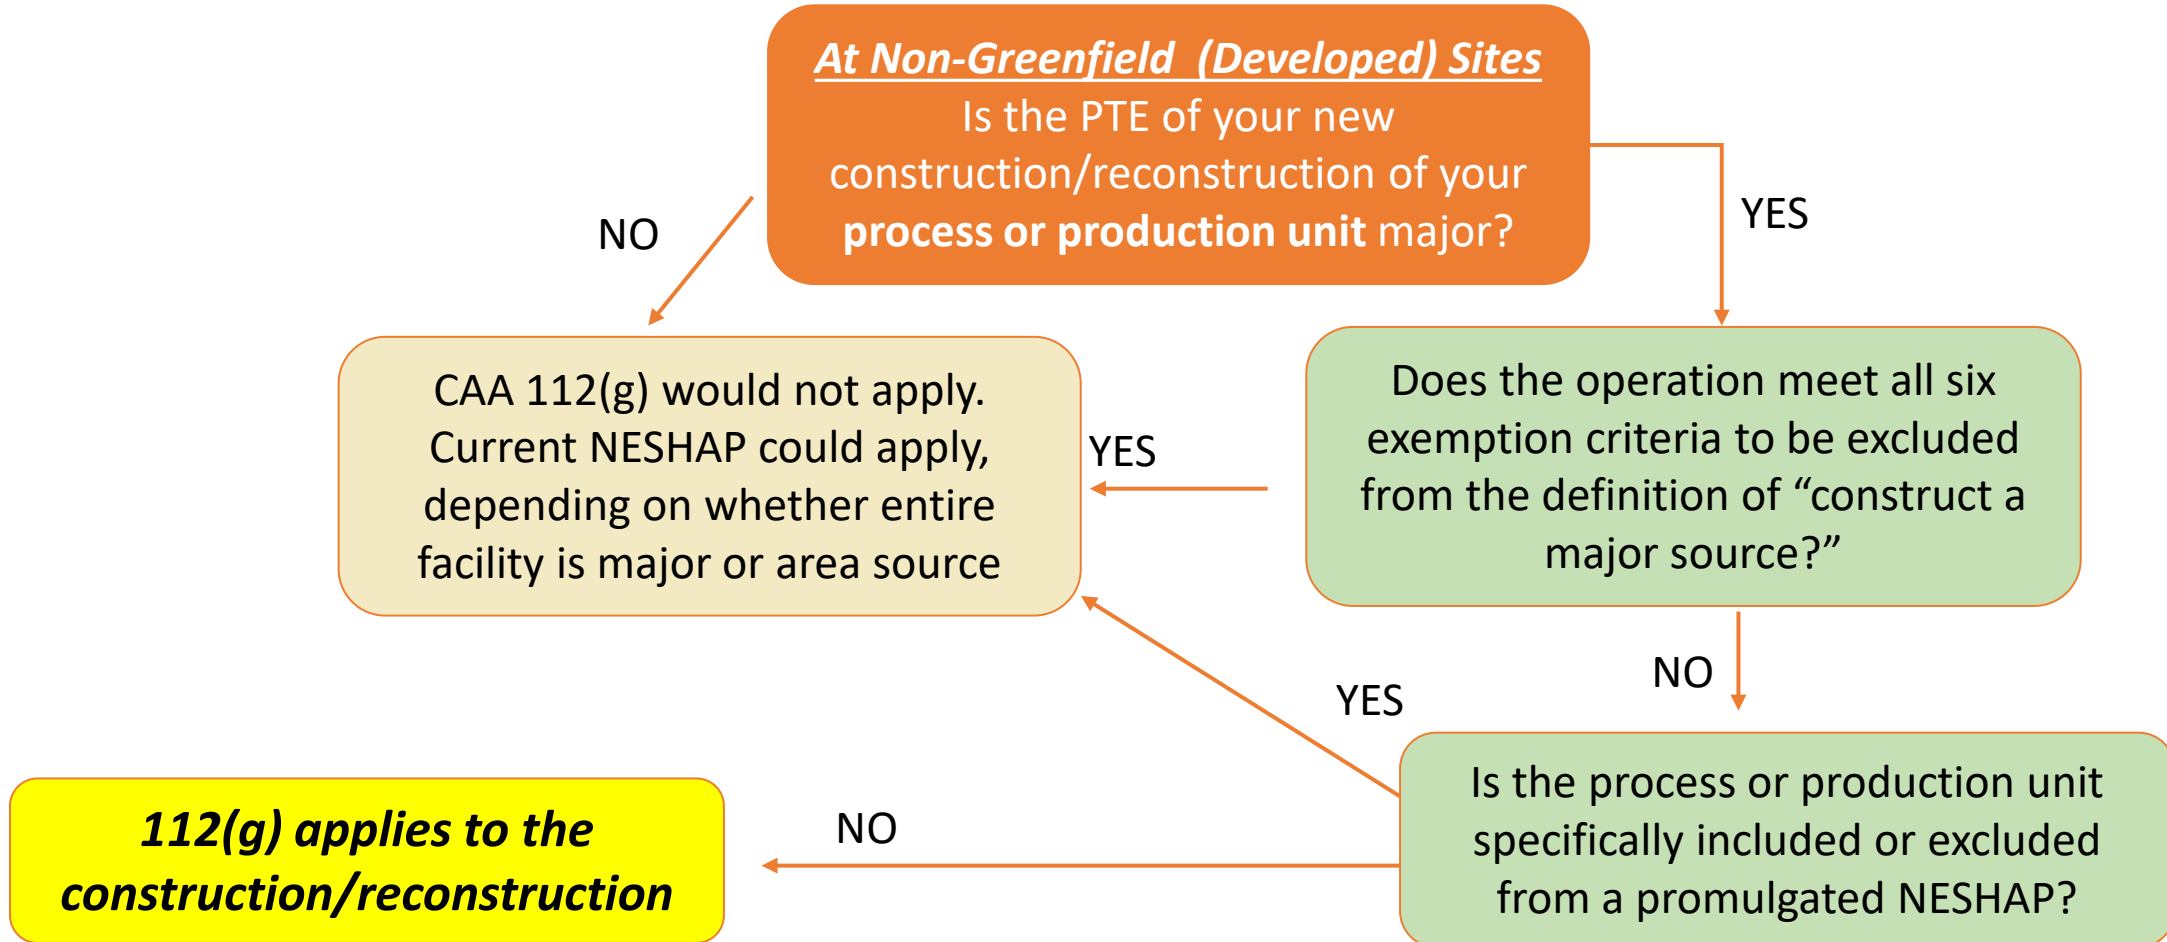 At Non-Greenfield  (Developed) Sites
Is the PTE of your new
construction/reconstruction of your
process or production unit major?
NO
YES
CAA 112(g) would not apply.
Current NESHAP could apply,
depending on whether entire
facility is major or area source
YES
Does the operation meet all six
exemption criteria to be excluded
from the definition of “construct a
major source?”
NO
YES
Is the process or production unit
specifically included or excluded
from a promulgated NESHAP?
NO
112(g) applies to the
construction/reconstruction